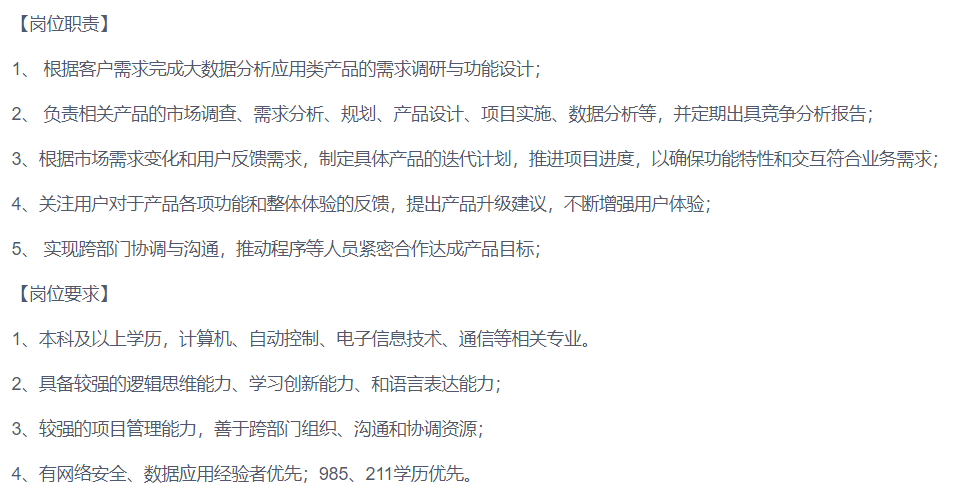 【岗位职责】
1、 根据客户需求完成大数据分析应用类产品的需求调研与功能设计；
2、 负责相关产品的市场调查、需求分析、规划、产品设计、项目实施、数据分析等，并定期出具竞争分析报告；
3、根据市场需求变化和用户反馈需求，制定具体产品的迭代计划，推进项目进度，以确保功能特性和交互符合业务需求；
4、关注用户对于产品各项功能和整体体验的反馈，提出产品升级建议，不断增强用户体验；
5、 实现跨部门协调与沟通，推动程序等人员紧密合作达成产品目标；
【岗位要求】
1、本科及以上学历，计算机、自动控制、电子信息技术、通信等相关专业。
2、具备较强的逻辑思维能力、学习创新能力、和语言表达能力；
3、较强的项目管理能力，善于跨部门组织、沟通和协调资源；
4、有网络安全、数据应用经验者优先；985、211学历优先。